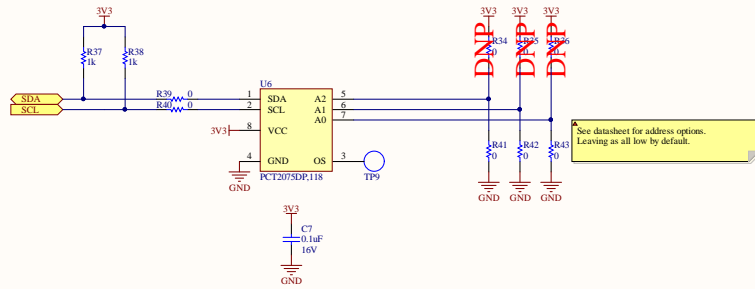 3V3
R37
1k
R38
1k
SDA
SCL
R39 0
R40 0
U6
1 SDA
2 SCL
3V3 8 VCC
4 GND
A2 5
A1 6
A0 7
OS 3
PCT2075DP,118
TP9
GND
3V3
C7
0.1uF
16V
GND
3V3 3V3 3V3
R34
0
DNP
R35
0
DNP
R36
0
DNP
R41
0
R42
0
R43
0
GND GND GND
See datasheet for address options.
Leaving as all low by default.